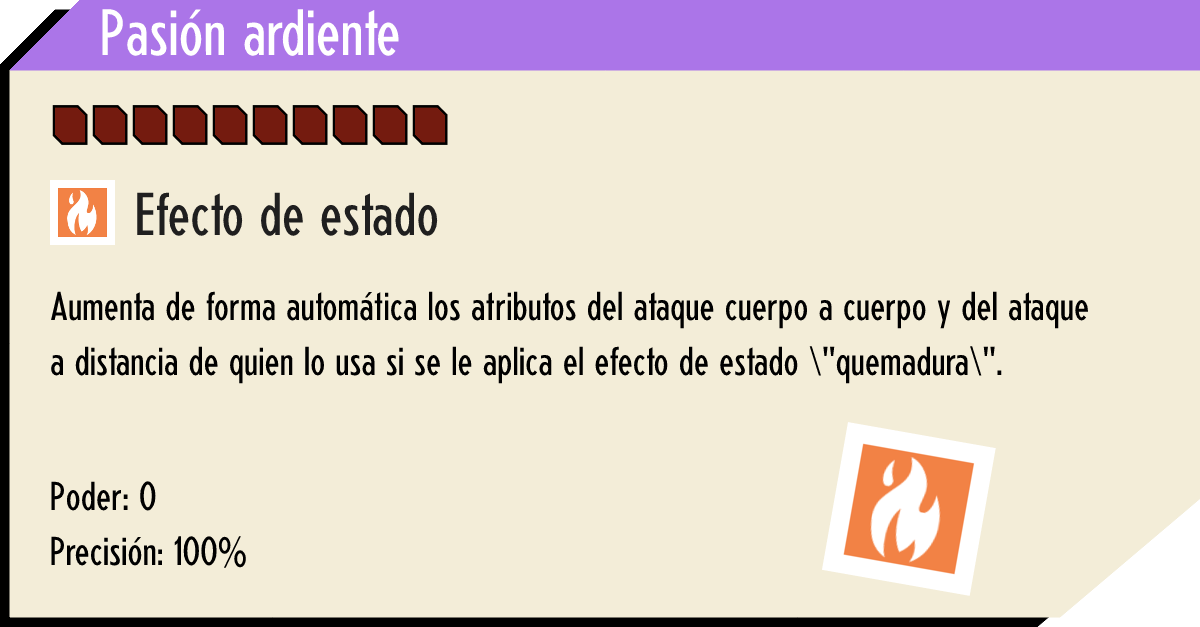 Pasión ardiente
Efecto de estado
Aumenta de forma automática los atributos del ataque cuerpo a cuerpo y del ataque
a distancia de quien lo usa si se le aplica el efecto de estado \"quemadura\".
Poder: 0
Precisión: 100%